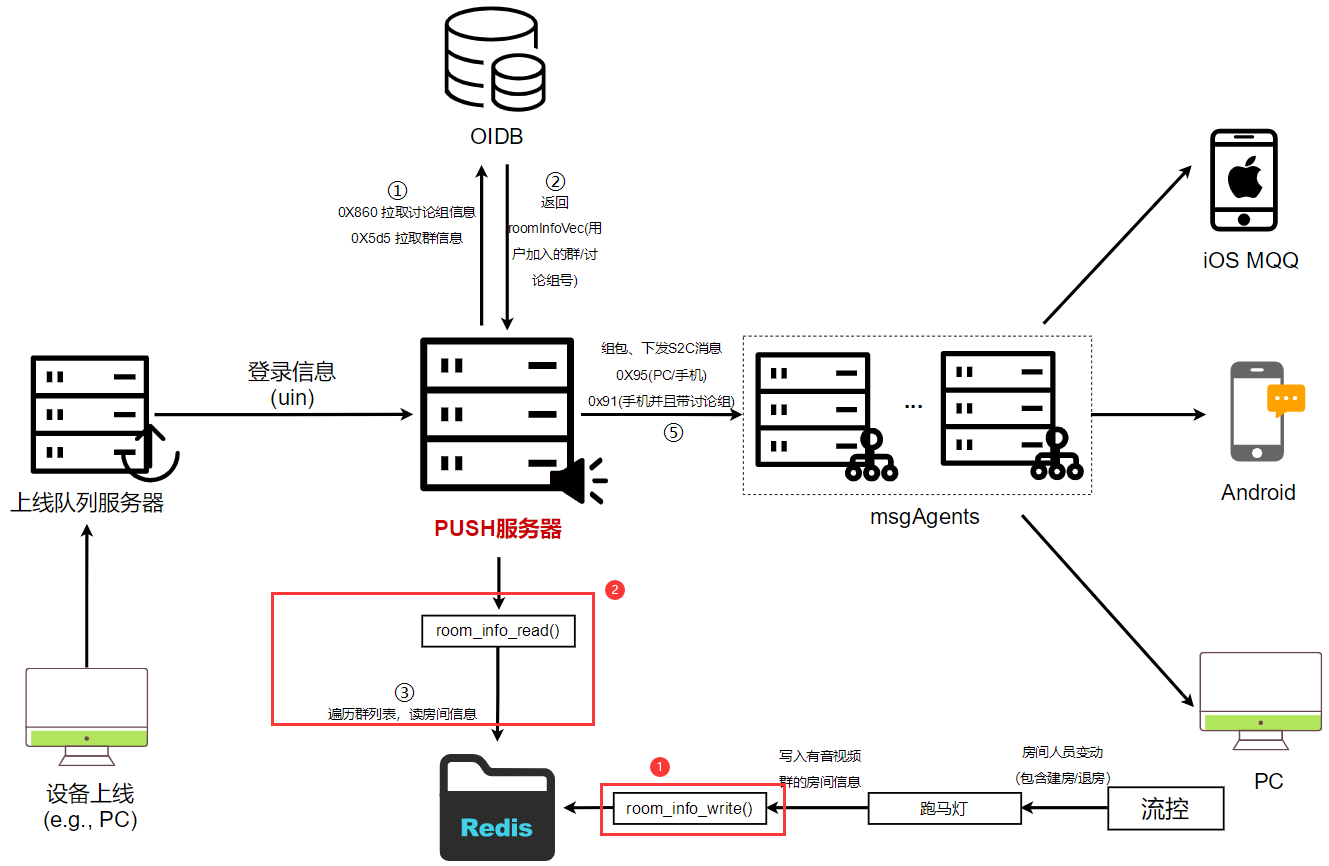 OIDB
①
0X860 拉取讨论组信息
0X5d5 拉取群信息
②
返回
roomInfoVec(用
户加入的群/讨
论组号)
iOS MQQ
登录信息
(uin)
组包、下发S2C消息
0X95(PC/手机)
0x91(手机并且带讨论组)
⑤
...
上线队列服务器
PUSH服务器
msgAgents
Android
2
room_info_read()
③
遍历群列表，读房间信息
设备上线
(e.g., PC)
Redis
1
room_info_write()
写入有音视频
群的房间信息
跑马灯
房间人员变动
（包含建房/退房）
流控
PC